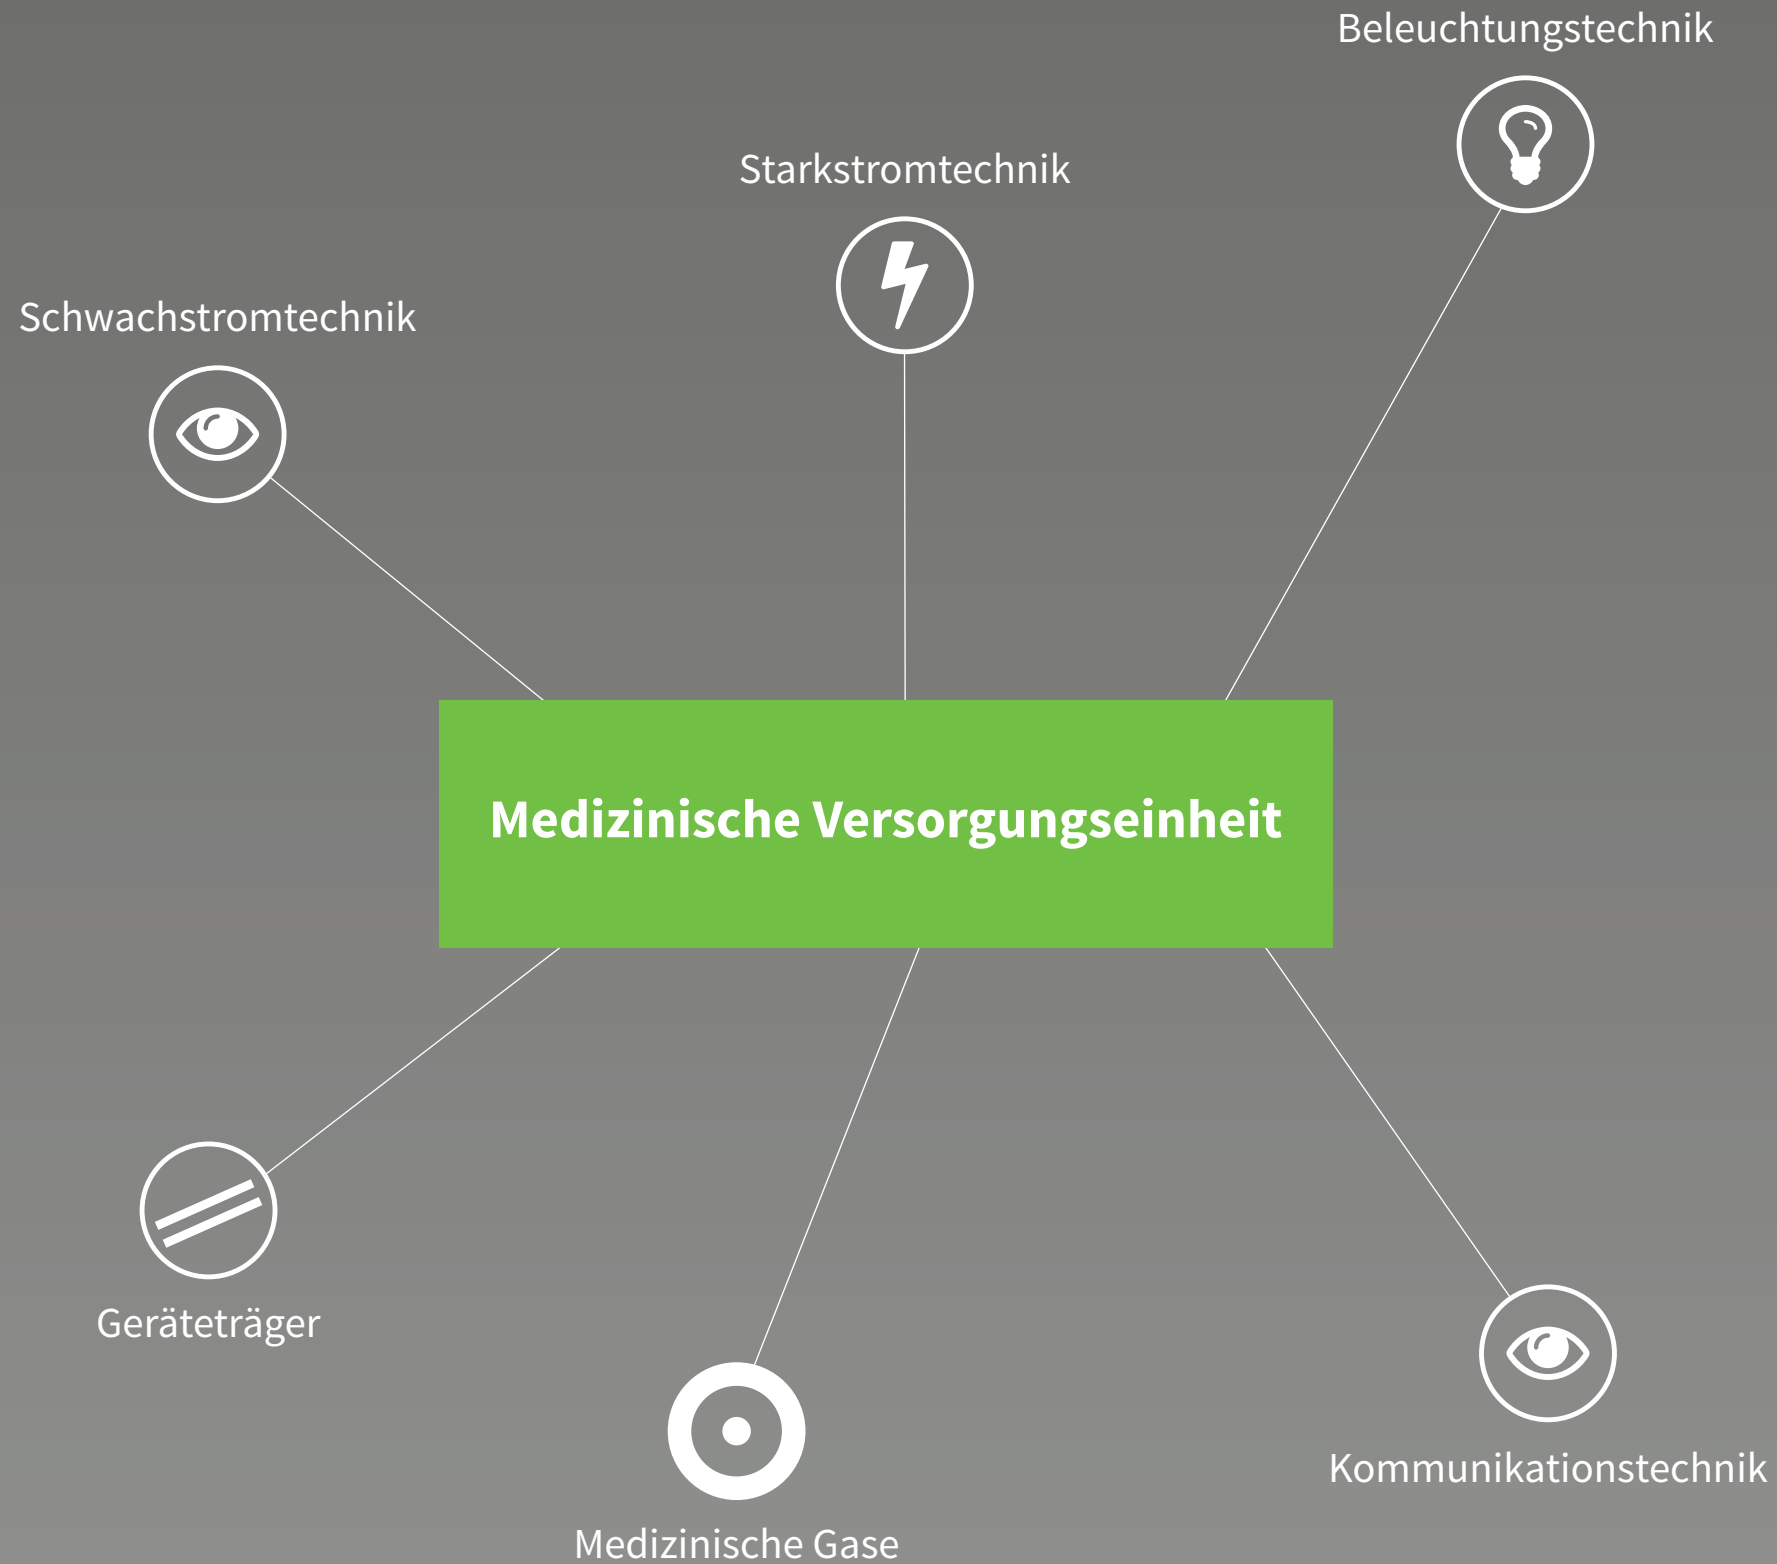 Beleuchtungstechnik
Starkstromtechnik
Schwachstromtechnik
Medizinische Versorgungseinheit
Geräteträger
Kommunikationstechnik
Medizinische Gase